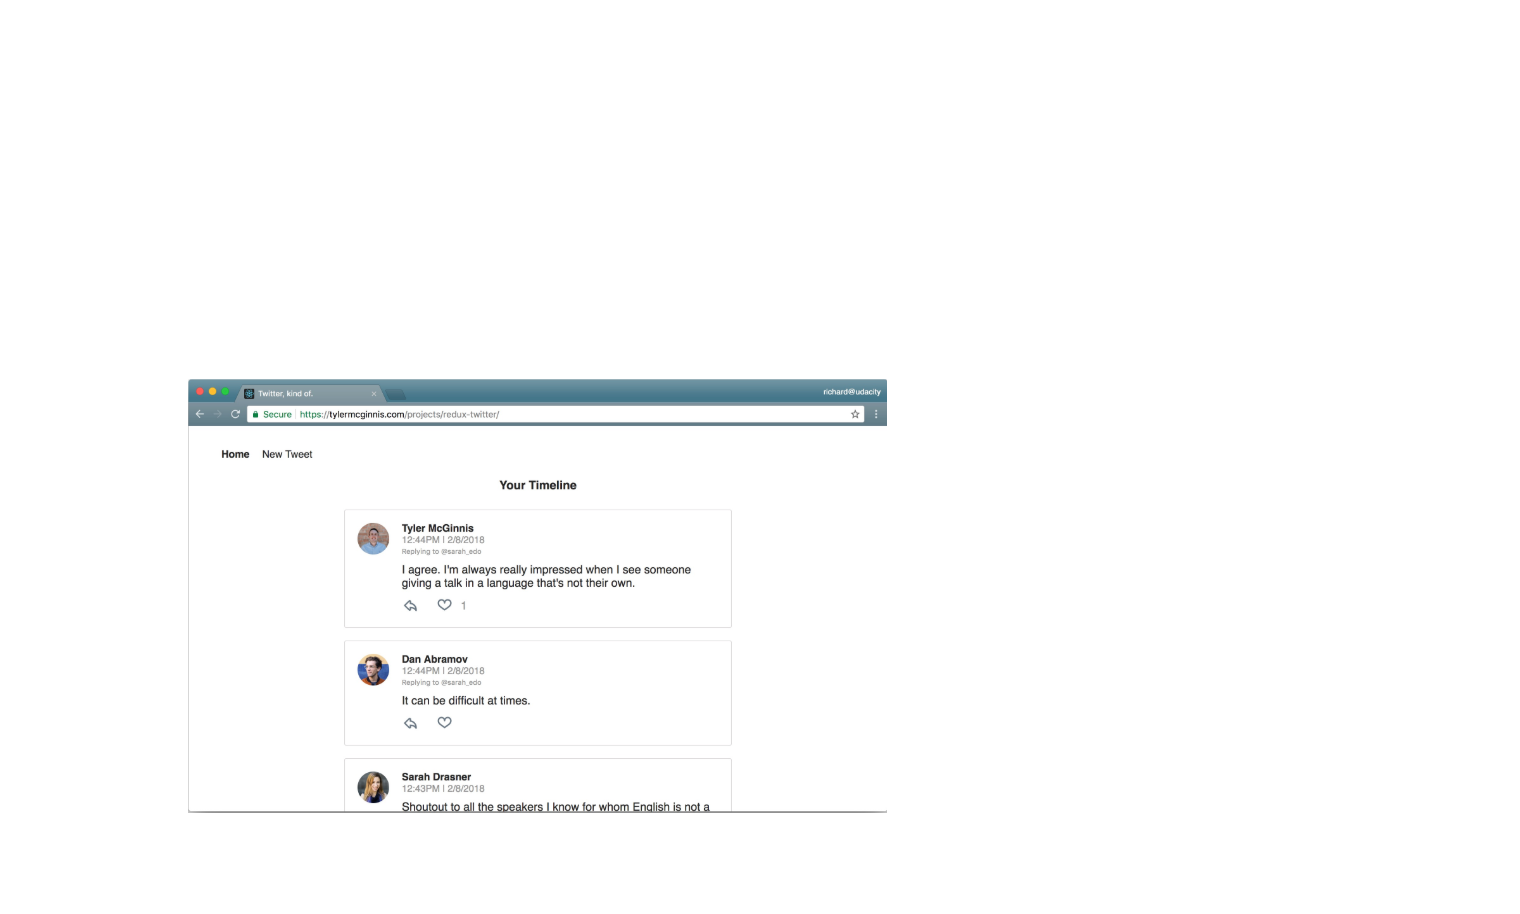 Twitter, kind of.
richard@udacity
Secure https://tylermcginnis.com/projects/redux-twitter/
Home New Tweet
Your Timeline
Tyler McGinnis
12:44PM | 2/8/2018
Replying to @sarah_edo
I agree. I'm always really impressed when I see someone
giving a talk in a language that's not their own.
1
Dan Abramov
12:44PM | 2/8/2018
Replying to @sarah_edo
It can be difficult at times.
Sarah Drasner
12:43PM | 2/8/2018
Shoutout to all the speakers I know for whom English is not a